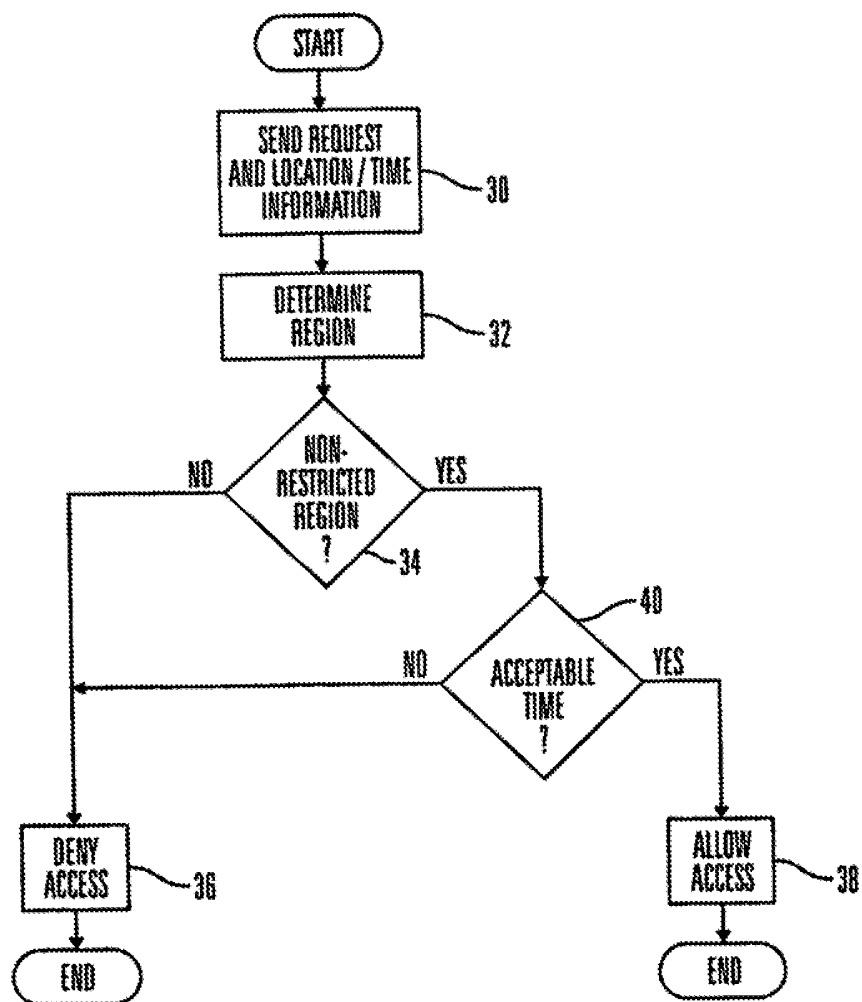 START
SEND REQUEST
AND LOCATION / TIME
INFORMATION
30
DETERMINE
REGION
32
NO
NON-
RESTRICTED
REGION
?
YES
34
40
NO
ACCEPTABLE
TIME
?
YES
DENY
ACCESS
36
ALLOW
ACCESS
38
END
END